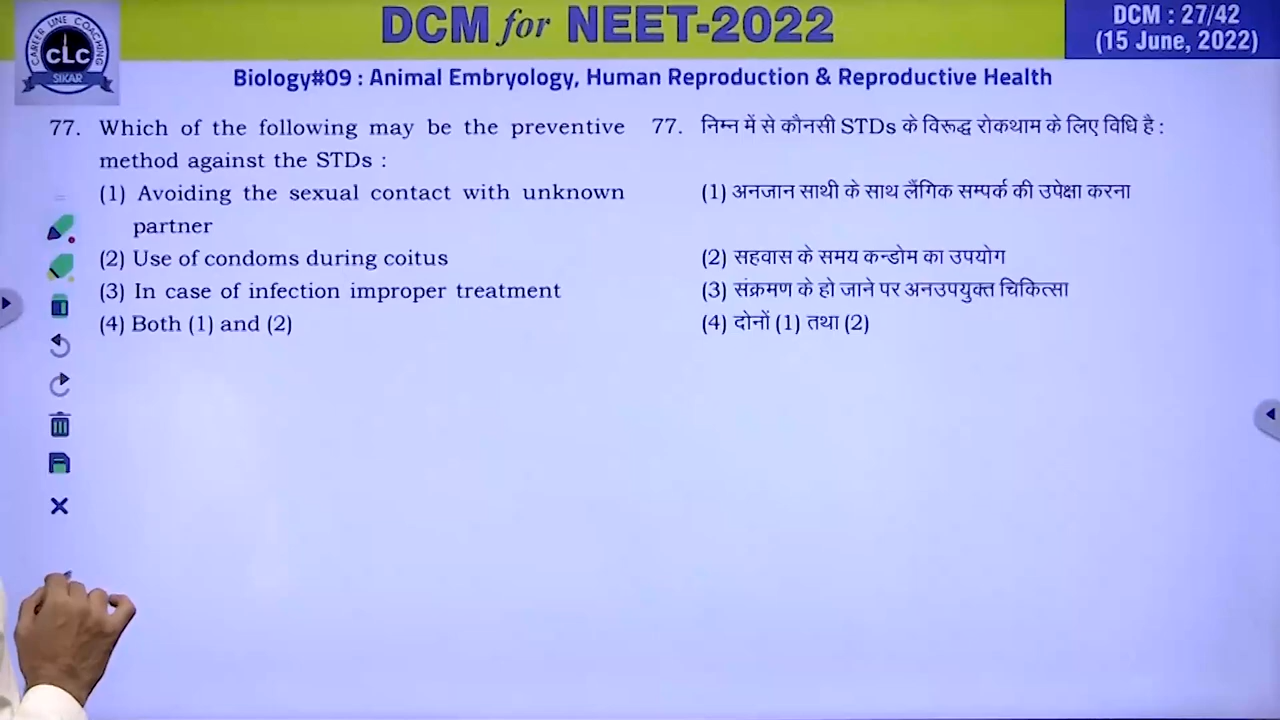 CAREER LINE COACHING
CLC
SIKAR
DCM for NEET-2022
DCM : 27/42
(15 June, 2022)
Biology#09 : Animal Embryology, Human Reproduction & Reproductive Health
77. Which of the following may be the preventive
method against the STDs :
(1) Avoiding the sexual contact with unknown
partner
(2) Use of condoms during coitus
(3) In case of infection improper treatment
(4) Both (1) and (2)
77. निम्न में से कौनसी STDs के विरूद्ध रोकथाम के लिए विधि है :
(1) अनजान साथी के साथ लैंगिक सम्पर्क की उपेक्षा करना
(2) सहवास के समय कन्डोम का उपयोग
(3) संक्रमण के हो जाने पर अनउपयुक्त चिकित्सा
(4) दोनों (1) तथा (2)